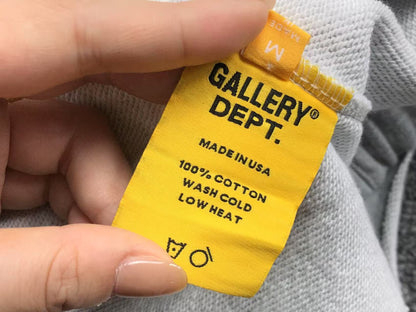 M
GALLERY®
DEPT.
MADE IN USA
100% COTTON
WASH COLD
LOW HEAT